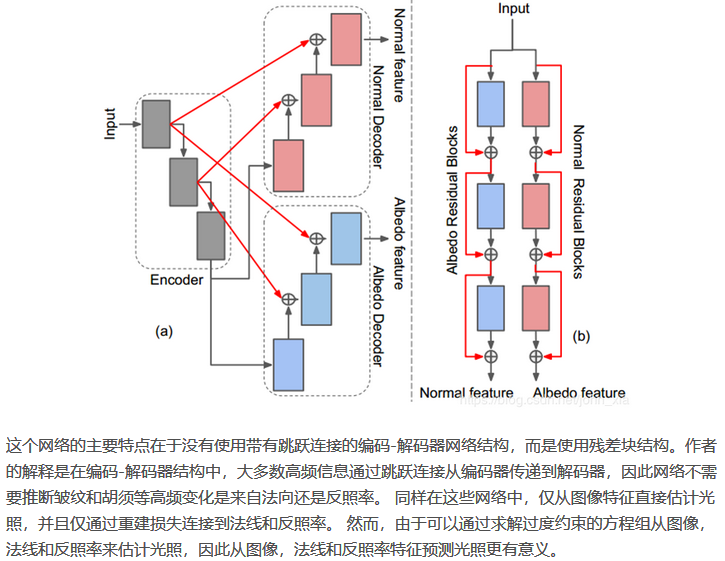 Input
Encoder
(a)
Normal feature
Normal Decoder
Albedo feature
Albedo Decoder
Input
Albedo Residual Blocks
Normal Residual Blocks
(b)
Normal feature
Albedo feature
这个网络的主要特点在于没有使用带有跳跃连接的编码-解码器网络结构，而是使用残差块结构。作者
的解释是在编码-解码器结构中，大多数高频信息通过跳跃连接从编码器传递到解码器，因此网络不需
要推断皱纹和胡须等高频变化是来自法向还是反照率。 同样在这些网络中，仅从图像特征直接估计光
照，并且仅通过重建损失连接到法线和反照率。 然而，由于可以通过求解过度约束的方程组从图像，
法线和反照率来估计光照，因此从图像，法线和反照率特征预测光照更有意义。